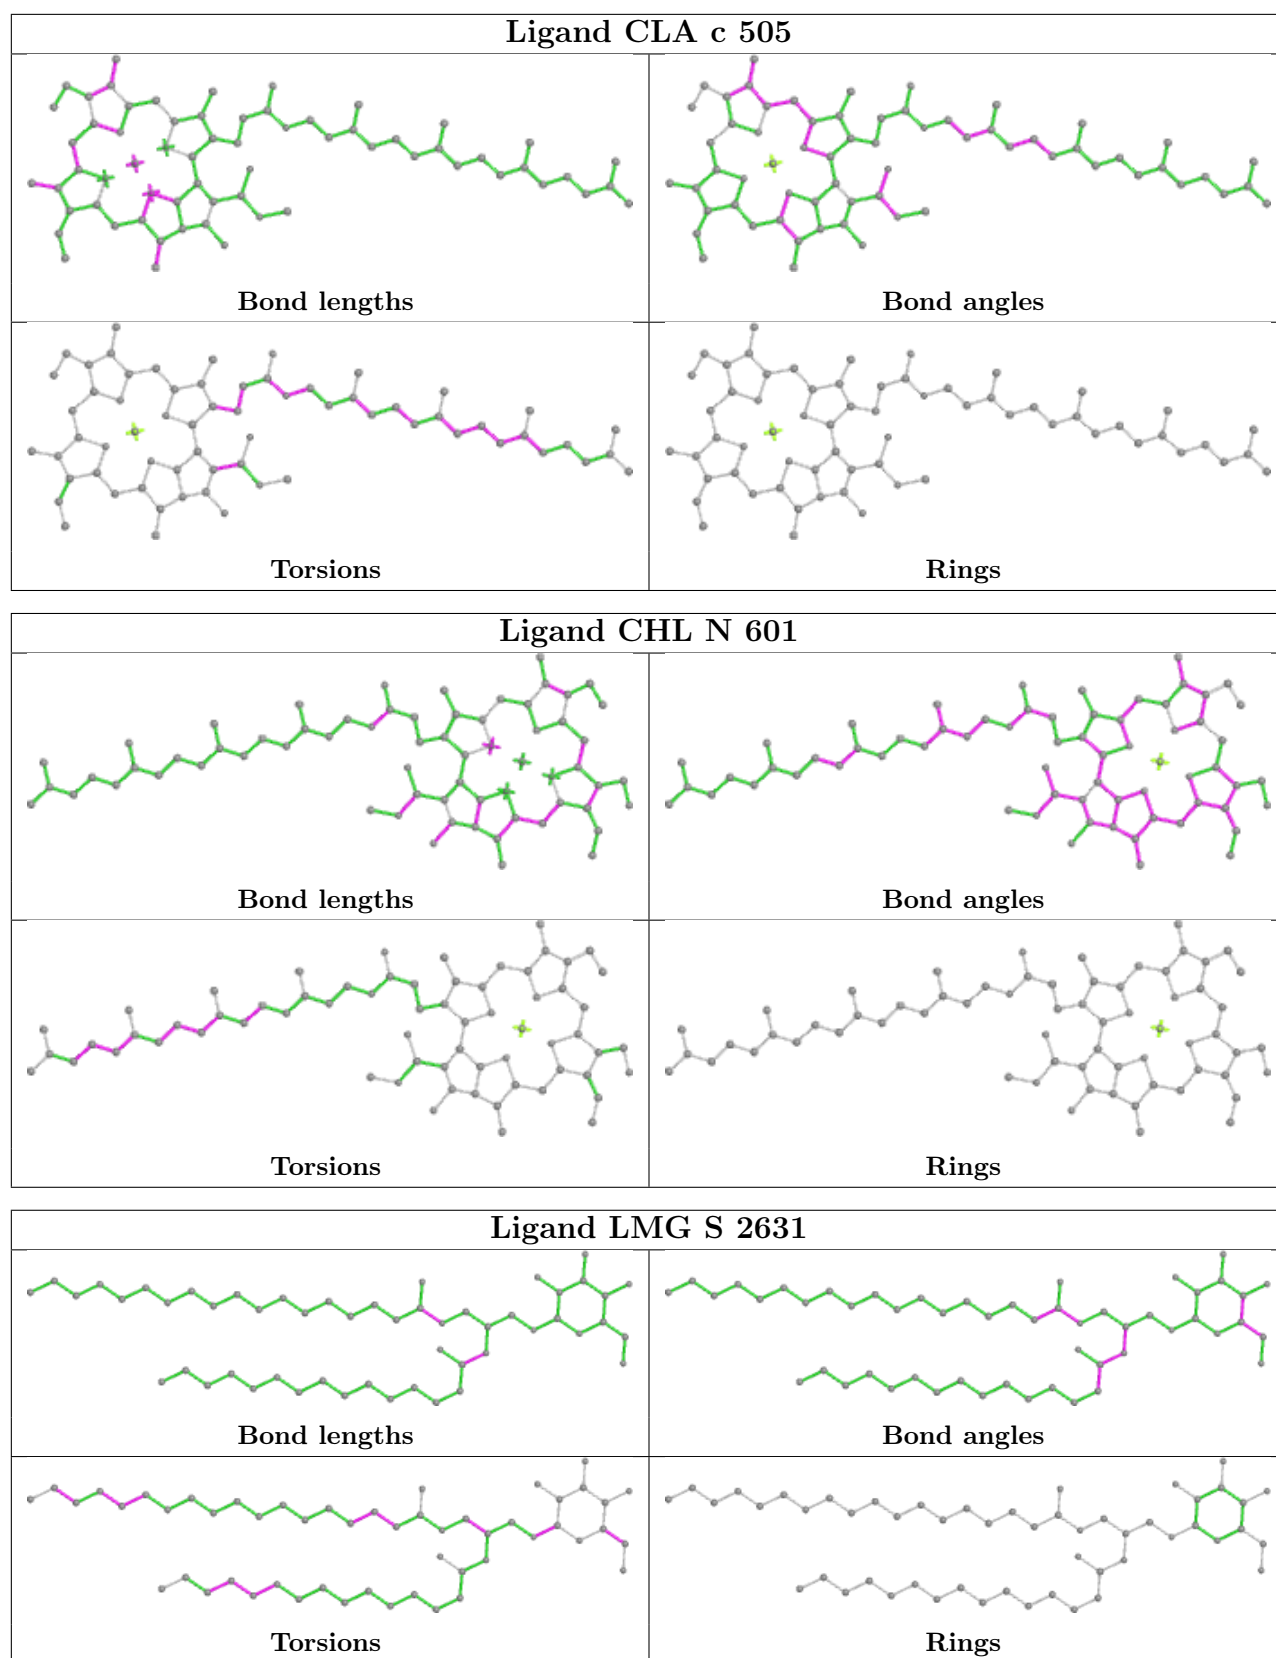 Ligand CLA c 505
Bond lengths
Bond angles
Torsions
Rings
Ligand CHL N 601
Bond lengths
Bond angles
Torsions
Rings
Ligand LMG S 2631
Bond lengths
Bond angles
Torsions
Rings